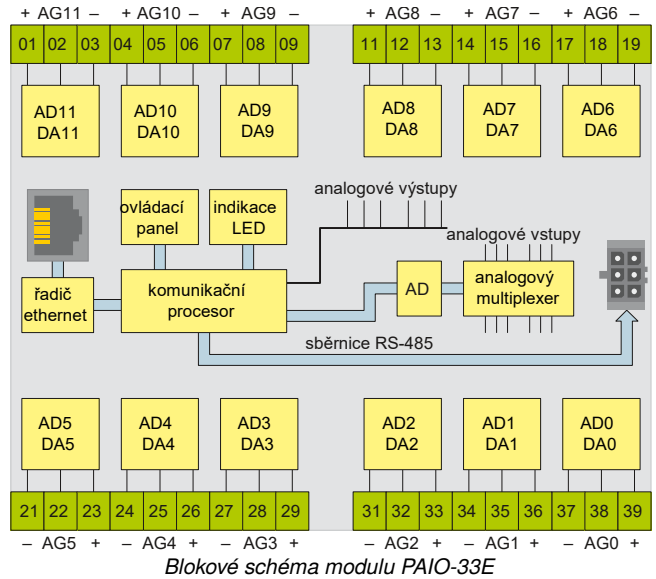 + AG11 – + AG10 – + AG9 – + AG8 – + AG7 – + AG6 –
01 02 03 04 05 06 07 08 09 11 12 13 14 15 16 17 18 19
AD11 AD10 AD9 AD8 AD7 AD6
DA11 DA10 DA9 DA8 DA7 DA6
analogové výstupy
ovládací
panel
indikace
LED
analogové vstupy
řadič
ethernet
komunikační
procesor
AD
analogový
multiplexer
sběrnice RS-485
AD5 AD4 AD3 AD2 AD1 AD0
DA5 DA4 DA3 DA2 DA1 DA0
21 22 23 24 25 26 27 28 29 31 32 33 34 35 36 37 38 39
– AG5 + – AG4 + – AG3 + – AG2 + – AG1 + – AG0 +
Blokové schéma modulu PAIO-33E